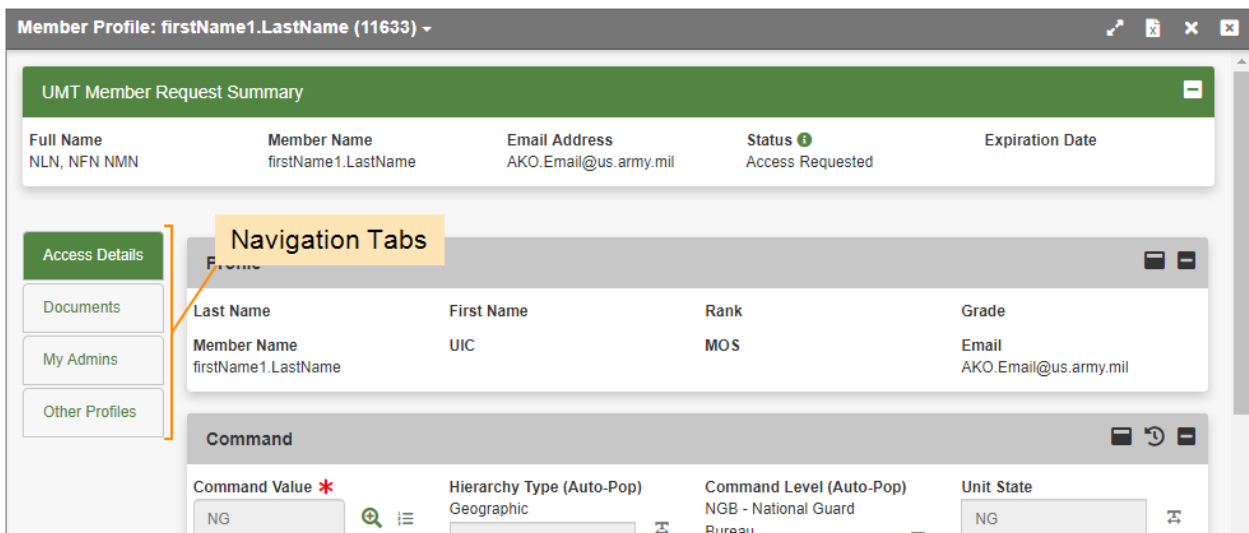 Member Profile: firstName1.LastName (11633)
UMT Member Request Summary
Full Name Member Name Email Address Status Expiration Date
NLN, NFN NMN firstName1.LastName AKO.Email@us.army.mil Access Requested
Navigation Tabs
Access Details
Documents
My Admins
Other Profiles
Profile
Last Name First Name Rank Grade
Member Name UIC MOS Email
firstName1.LastName AKO.Email@us.army.mil
Command
Command Value * Hierarchy Type (Auto-Pop) Command Level (Auto-Pop) Unit State
NG Geographic NGB - National Guard NG
Bureau